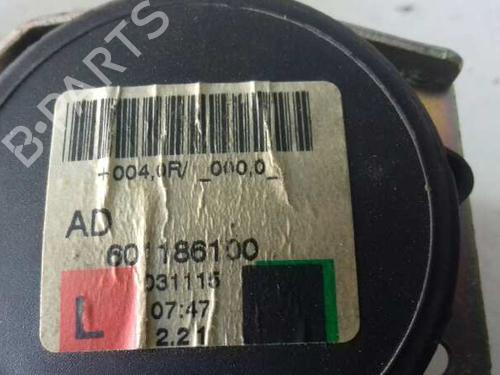 B-PARTS
+004,0R/ _000,0_
AD
601186100
031115
07:47
L
2.21